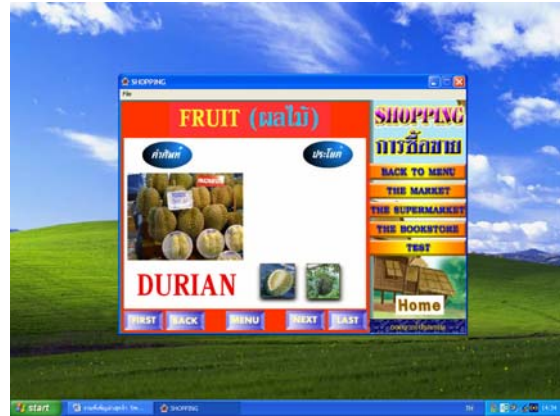 SHOPPING
File
FRUIT (ผลไม้)
คำศัพท์
ประโยค
DURIAN
FIRST
BACK
MENU
NEXT
LAST
SHOPPING
การซื้อขาย
BACK TO MENU
THE MARKET
THE SUPERMARKET
THE BOOKSTORE
TEST
Home
start
SHOPPING
TH